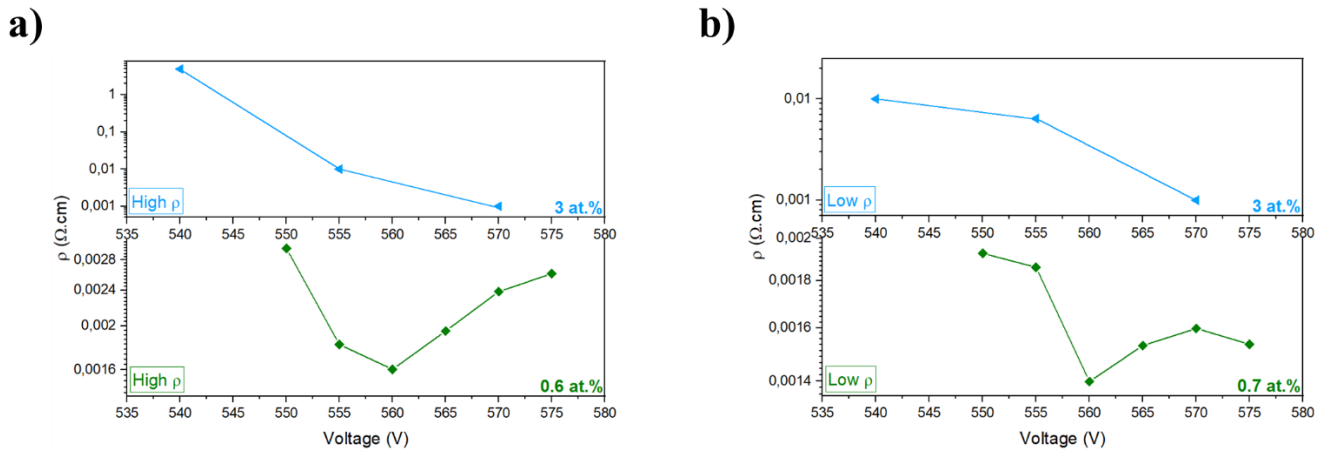 a)
1
0,1
0,01
0,001
High ρ
3 at.%
535 540 545 550 555 560 565 570 575 580
ρ (Ω.cm)
0,0028
0,0024
0,002
0,0016
High ρ
0.6 at.%
535 540 545 550 555 560 565 570 575 580
Voltage (V)
b)
0,01
0,001
Low ρ
3 at.%
535 540 545 550 555 560 565 570 575 580
ρ (Ω.cm)
0,002
0,0018
0,0016
0,0014
Low ρ
0.7 at.%
535 540 545 550 555 560 565 570 575 580
Voltage (V)